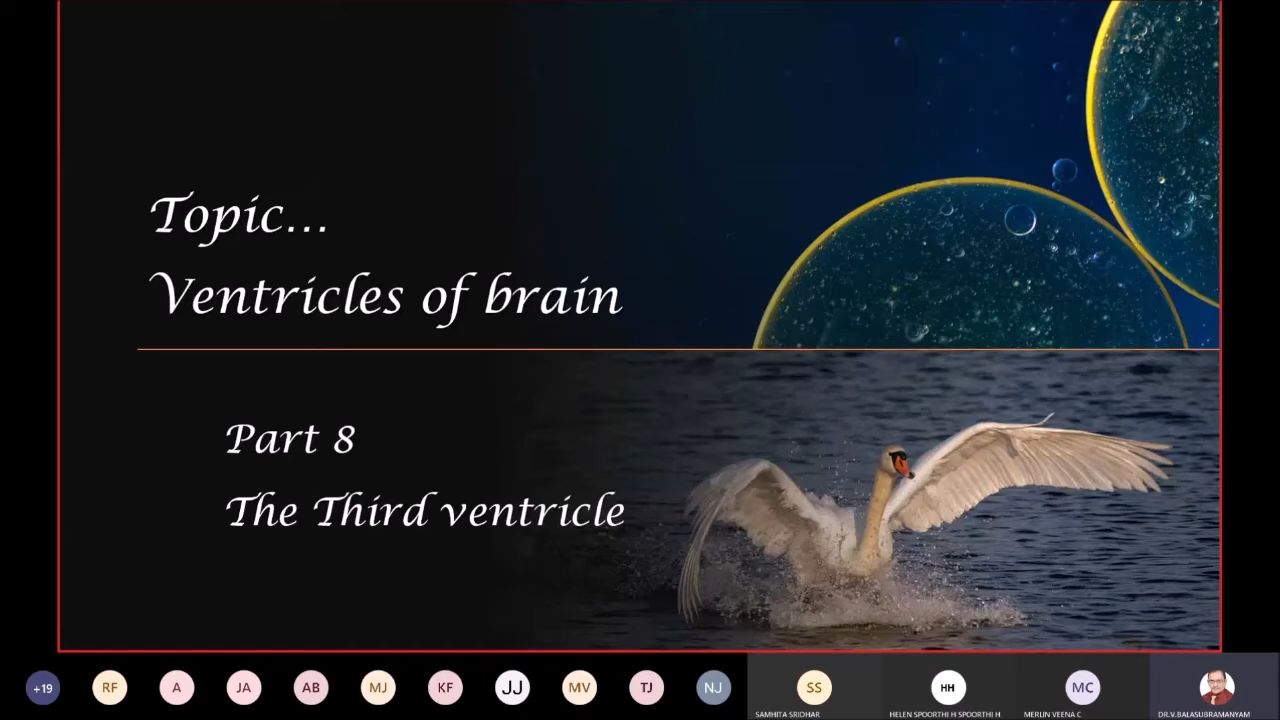 Topic...
Ventricles of brain
Part 8
The Third ventricle
+19
RF
A
JA
AB
MJ
KF
JJ
MV
TJ
NJ
SS
HH
MC
SAMHITA SRIDHAR
HELEN SPOORTHI H SPOORTHI H
MERLIN VEENA C
DR.V.BALASUBRAMANYAM